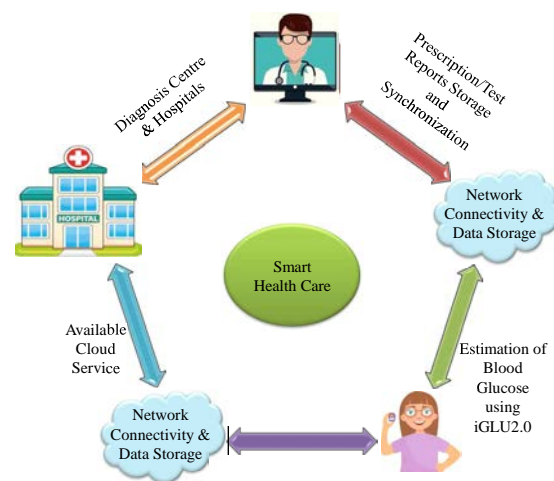 Diagnosis Centre
& Hospitals
Prescription/Test
Reports Storage
and
Synchronization
HOSPITAL
Network
Connectivity &
Data Storage
Smart
Health Care
Available
Cloud
Service
Estimation of
Blood
Glucose
using
iGLU2.0
Network
Connectivity &
Data Storage